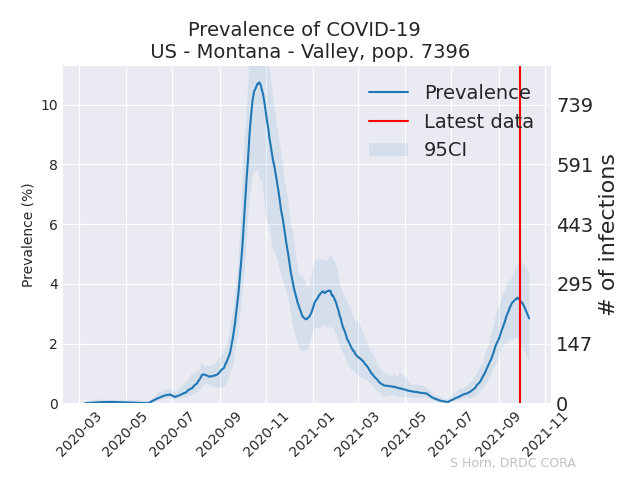 Prevalence of COVID-19
US - Montana - Valley, pop. 7396
Prevalence
Latest data
95CI
Prevalence (%)
10
8
6
4
2
0
739
591
443
295
147
0
# of infections
2020-03
2020-05
2020-07
2020-09
2020-11
2021-01
2021-03
2021-05
2021-07
2021-09
2021-11
S Horn, DRDC CORA